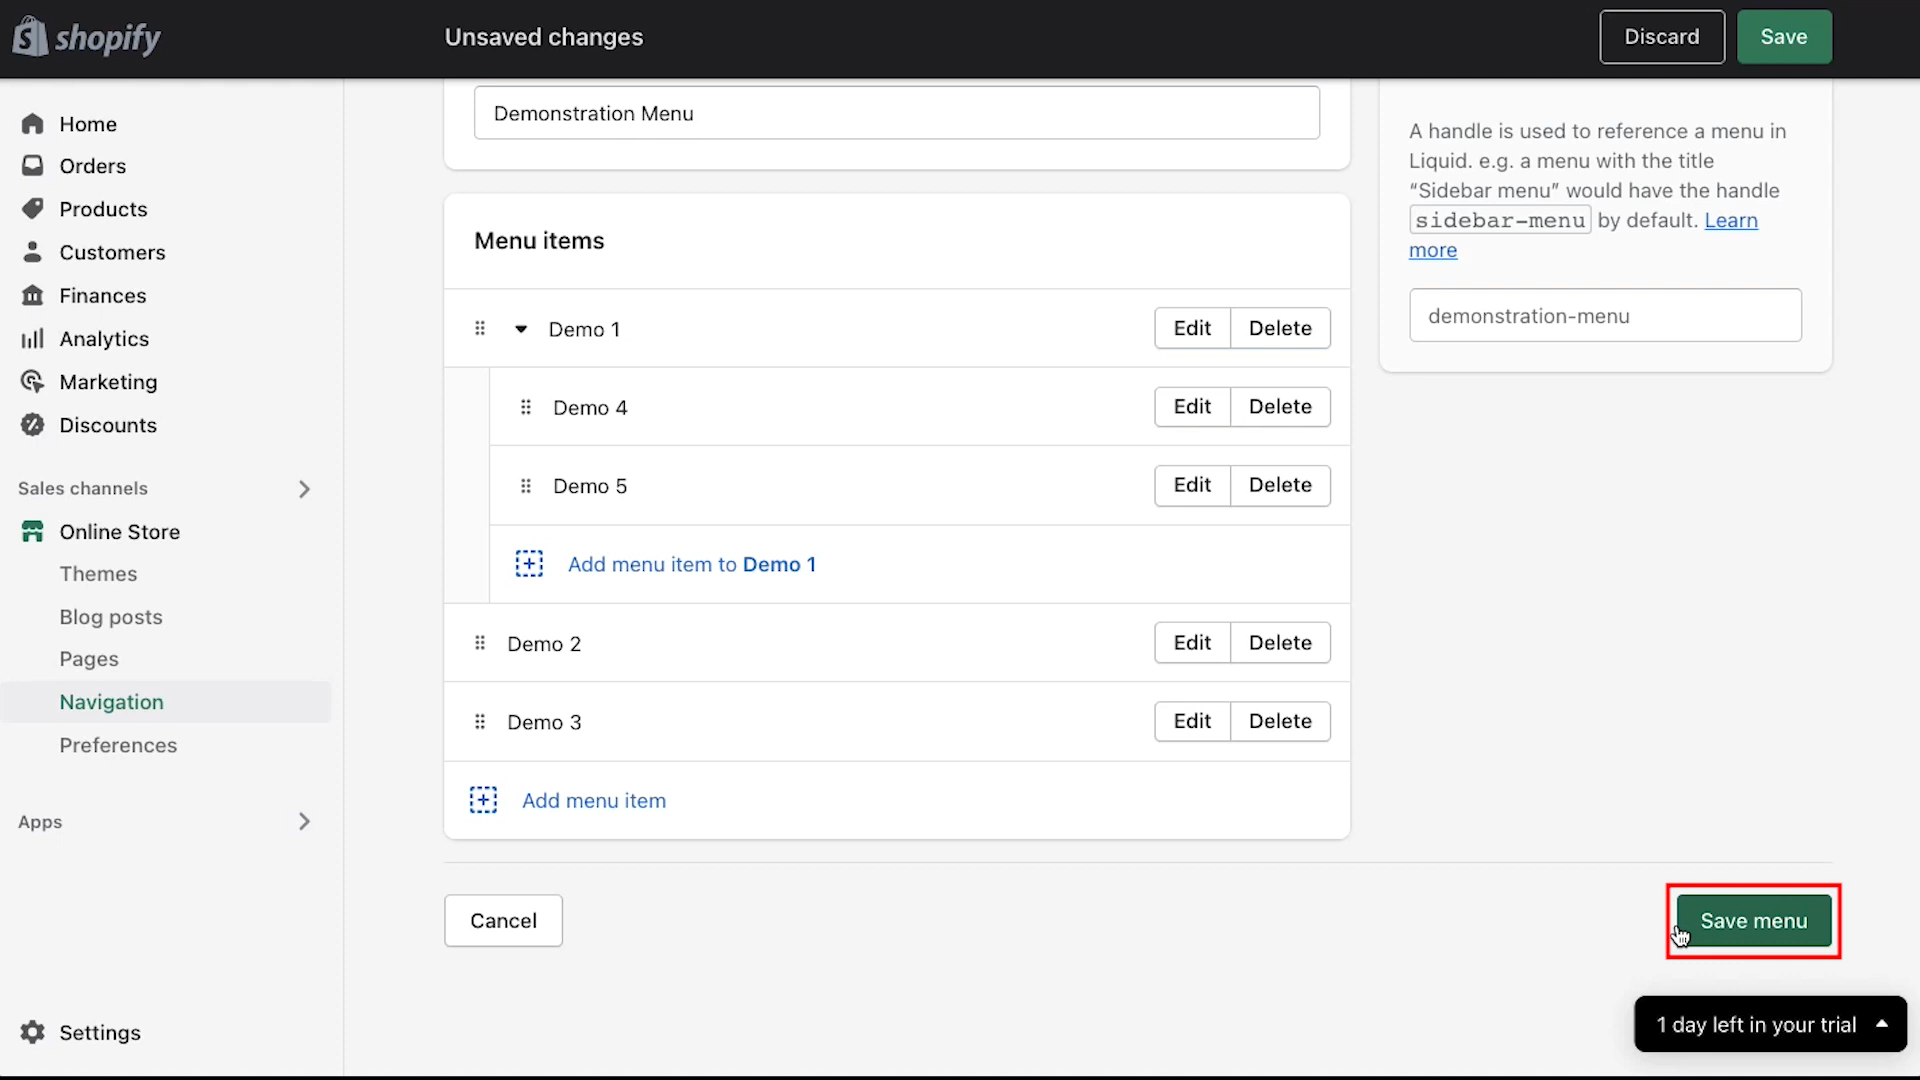 shopify
Unsaved changes
Discard
Save
Home
Orders
Products
Customers
Finances
Analytics
Marketing
Discounts
Sales channels
Online Store
Themes
Blog posts
Pages
Navigation
Preferences
Apps
Settings
Demonstration Menu
Menu items
Demo 1
Edit
Delete
Demo 4
Edit
Delete
Demo 5
Edit
Delete
Add menu item to Demo 1
Demo 2
Edit
Delete
Demo 3
Edit
Delete
Add menu item
A handle is used to reference a menu in
Liquid. e.g. a menu with the title
“Sidebar menu” would have the handle
sidebar-menu by default. Learn
more
demonstration-menu
Cancel
Save menu
1 day left in your trial